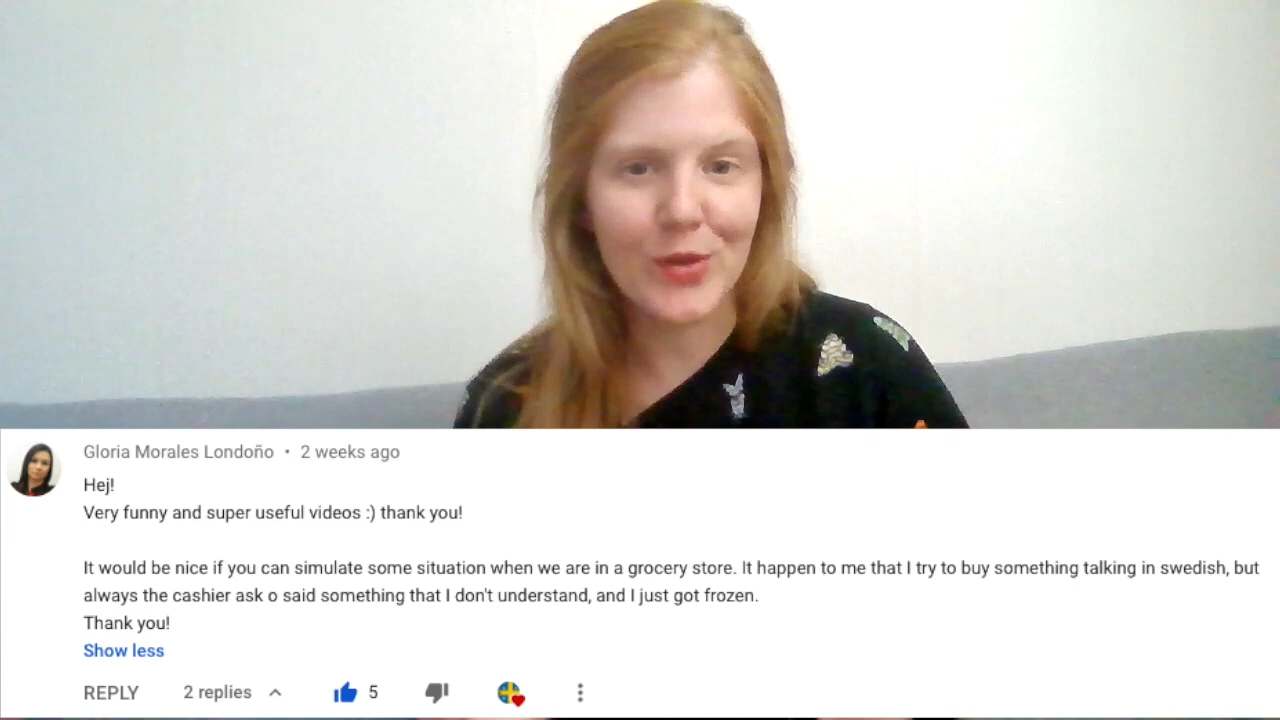 Gloria Morales Londoño • 2 weeks ago
Hej!
Very funny and super useful videos :) thank you!
It would be nice if you can simulate some situation when we are in a grocery store. It happen to me that I try to buy something talking in swedish, but
always the cashier ask o said something that I don't understand, and I just got frozen.
Thank you!
Show less
REPLY 2 replies 5